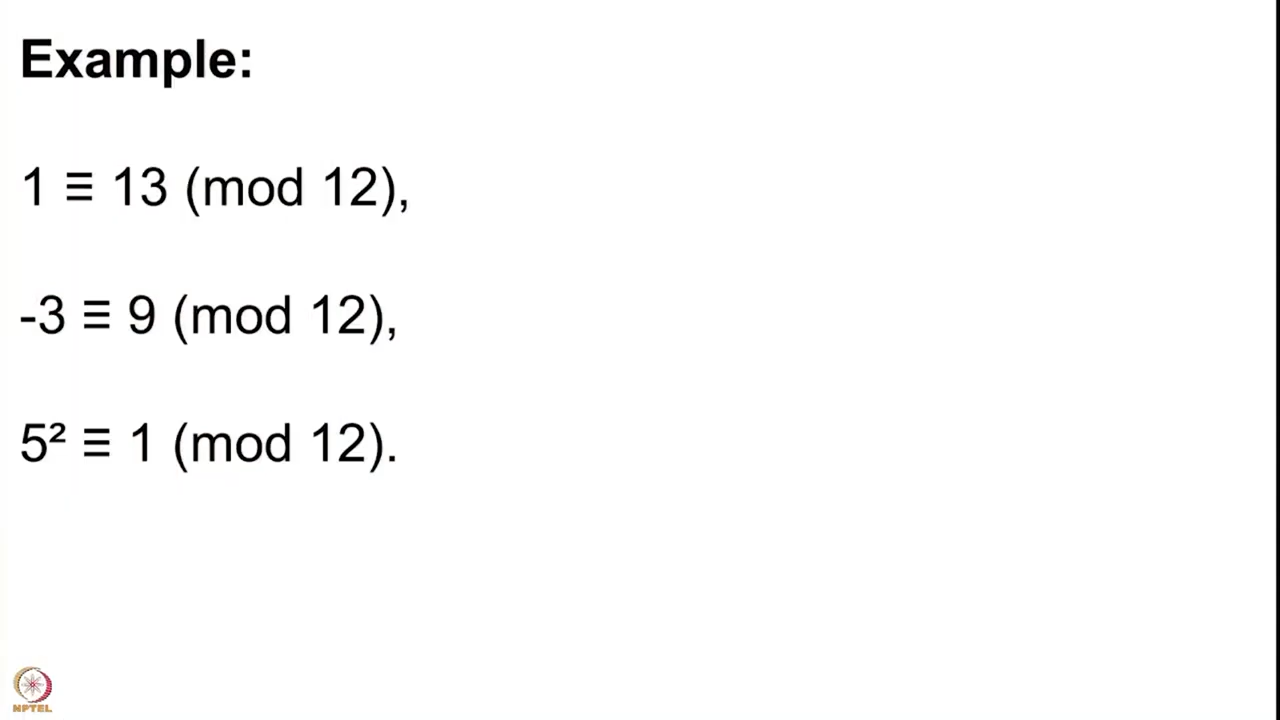 Example:
1 ≡ 13 (mod 12),
-3 ≡ 9 (mod 12),
5² ≡ 1 (mod 12).
NPTEL